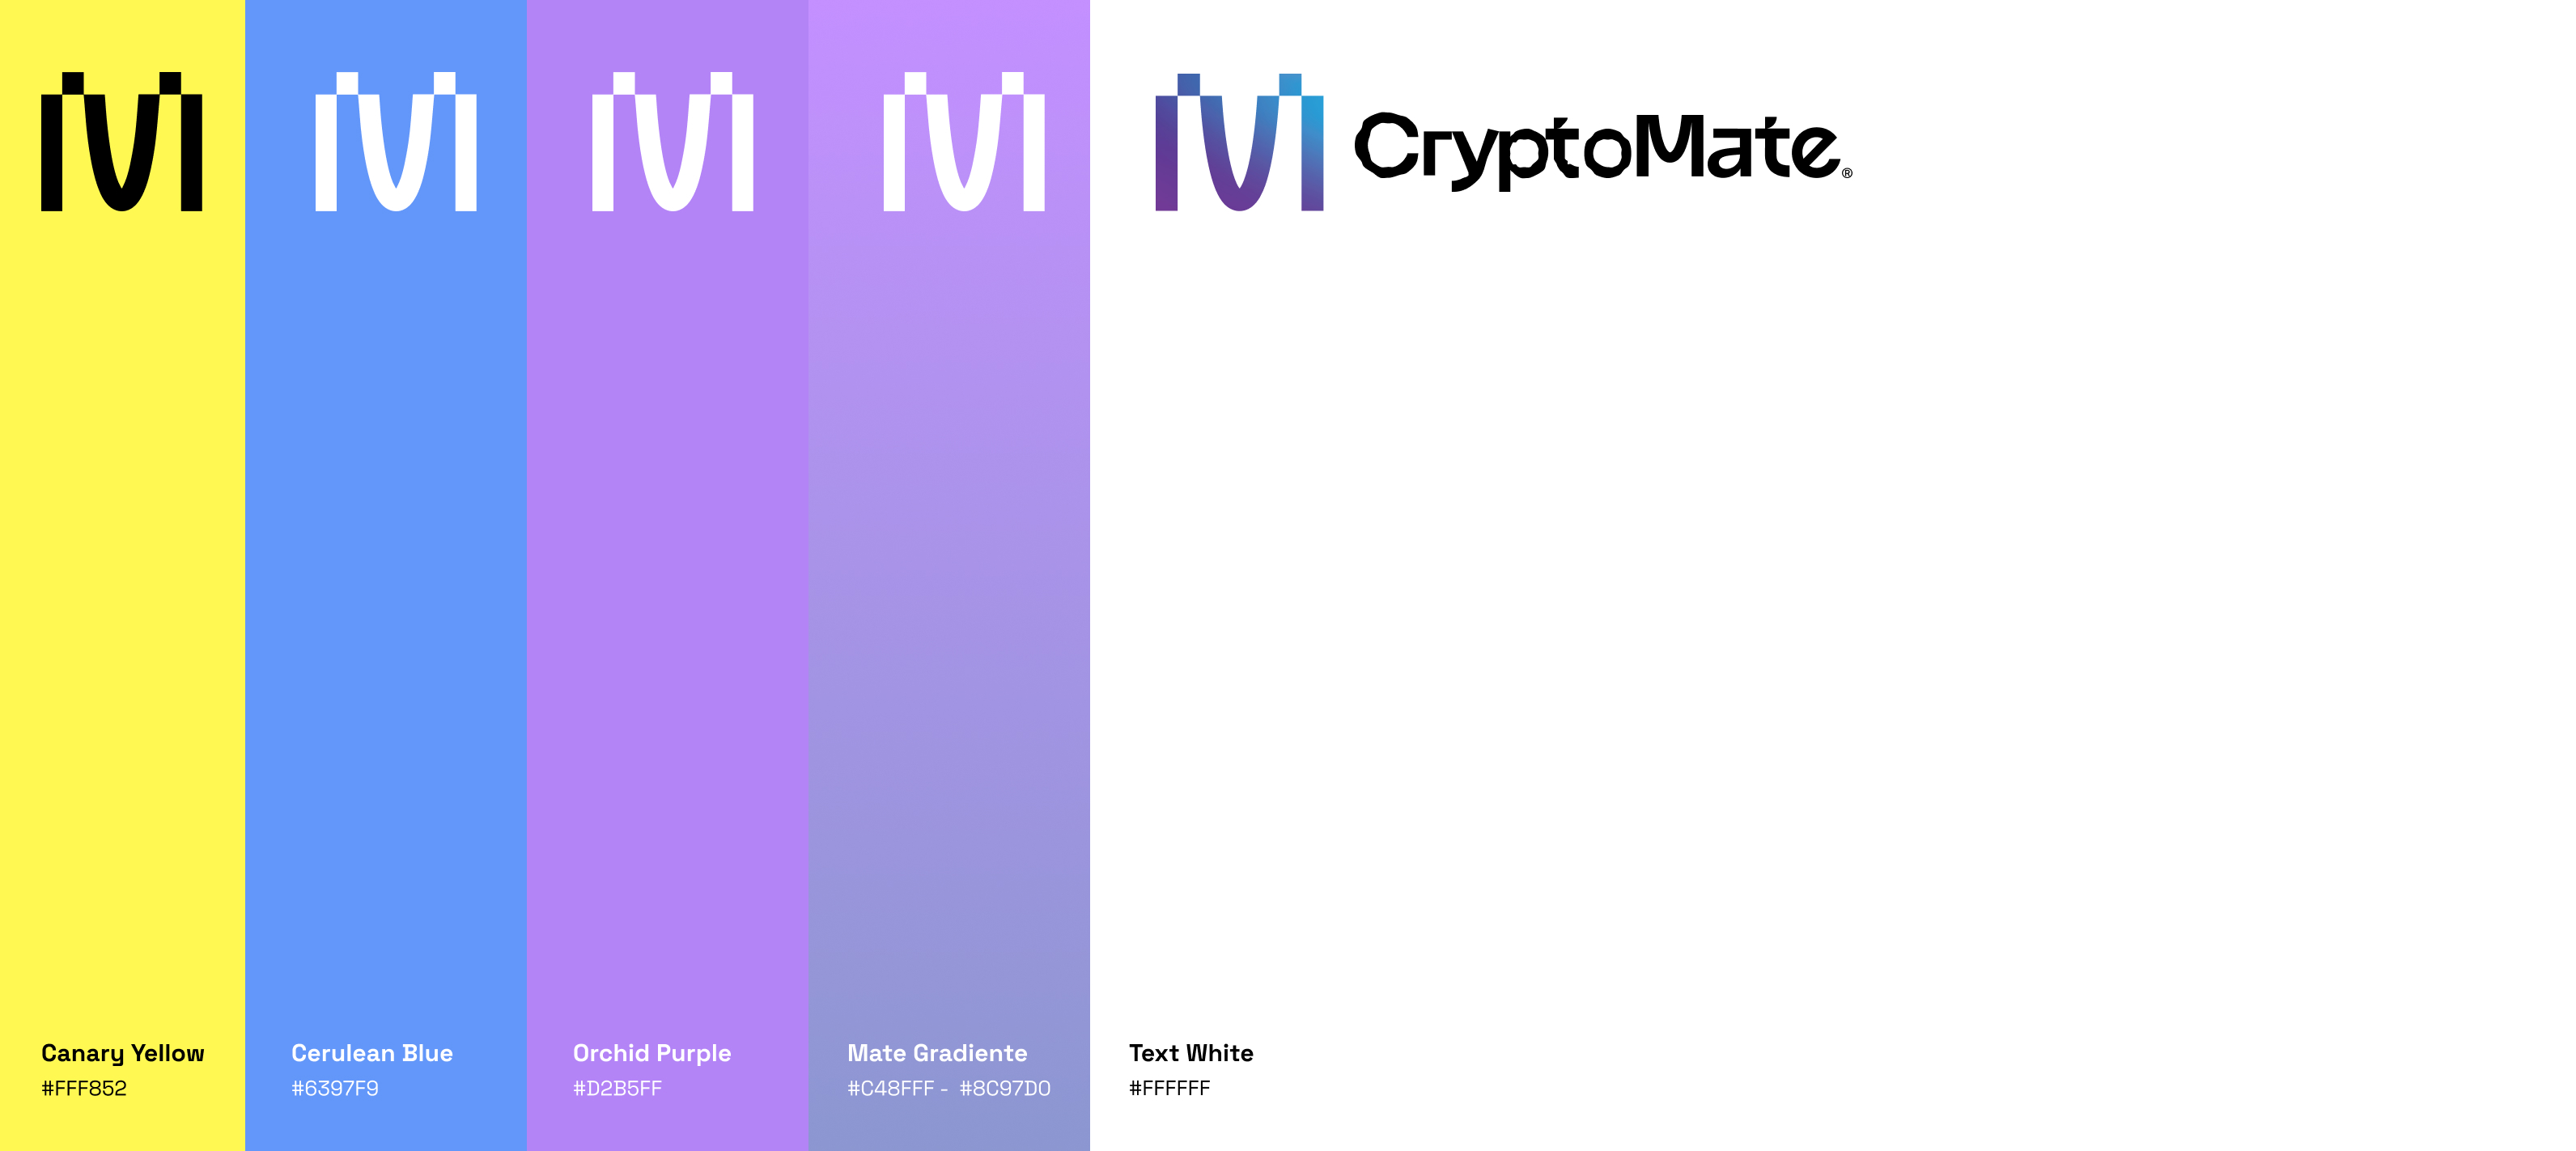 CryptoMate®
Canary Yellow
#FFF852
Cerulean Blue
#6397F9
Orchid Purple
#D2B5FF
Mate Gradiente
#C48FFF - #8C97D0
Text White
#FFFFFF